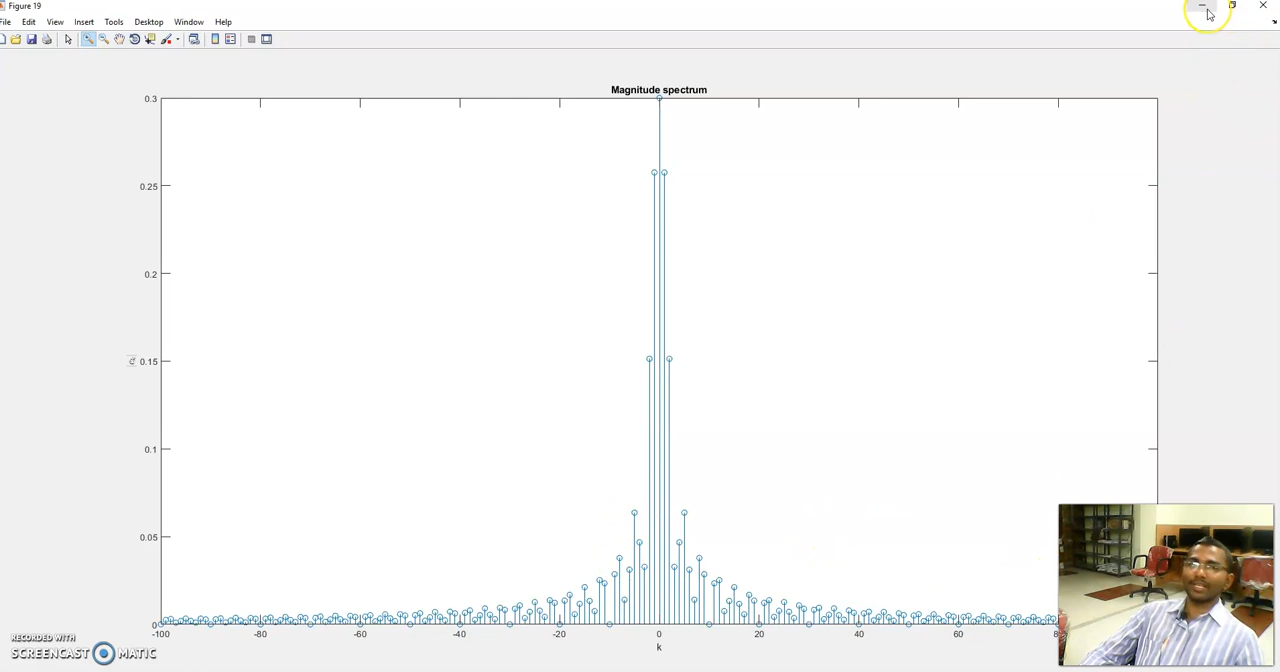 Figure 19
File Edit View Insert Tools Desktop Window Help
Magnitude spectrum
0.3
0.25
0.2
0.15
0.1
0.05
0
-100 -80 -60 -40 -20 0 20 40 60 80
k
RECORDED WITH
SCREENCAST MATIC